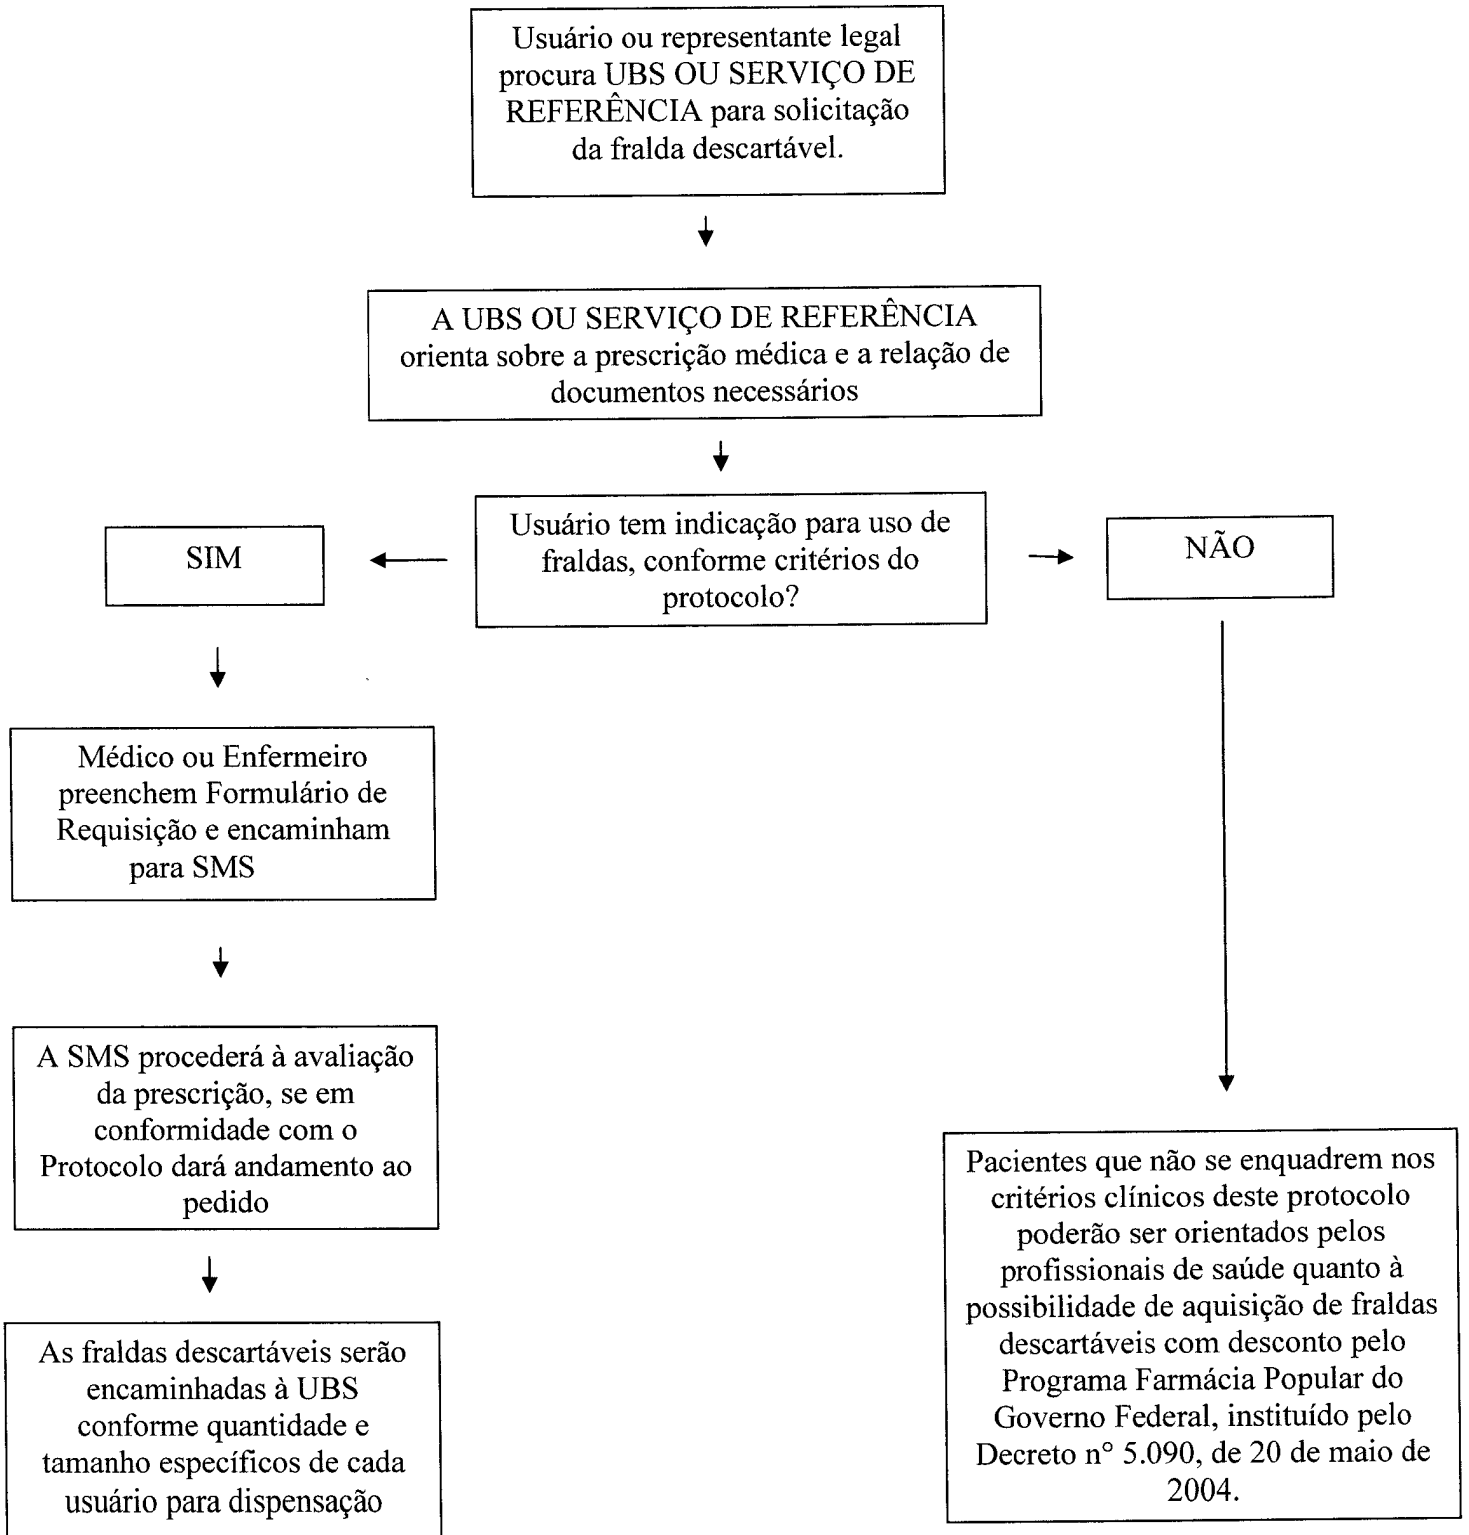 Usuário ou representante legal
procura UBS OU SERVIÇO DE
REFERÊNCIA para solicitação
da fralda descartável.
A UBS OU SERVIÇO DE REFERÊNCIA
orienta sobre a prescrição médica e a relação de
documentos necessários
Usuário tem indicação para uso de
fraldas, conforme critérios do
protocolo?
SIM
NÃO
Médico ou Enfermeiro
preenchem Formulário de
Requisição e encaminham
para SMS
A SMS procederá à avaliação
da prescrição, se em
conformidade com o
Protocolo dará andamento ao
pedido
As fraldas descartáveis serão
encaminhadas à UBS
conforme quantidade e
tamanho específicos de cada
usuário para dispensação
Pacientes que não se enquadrem nos
critérios clínicos deste protocolo
poderão ser orientados pelos
profissionais de saúde quanto à
possibilidade de aquisição de fraldas
descartáveis com desconto pelo
Programa Farmácia Popular do
Governo Federal, instituído pelo
Decreto n° 5.090, de 20 de maio de
2004.